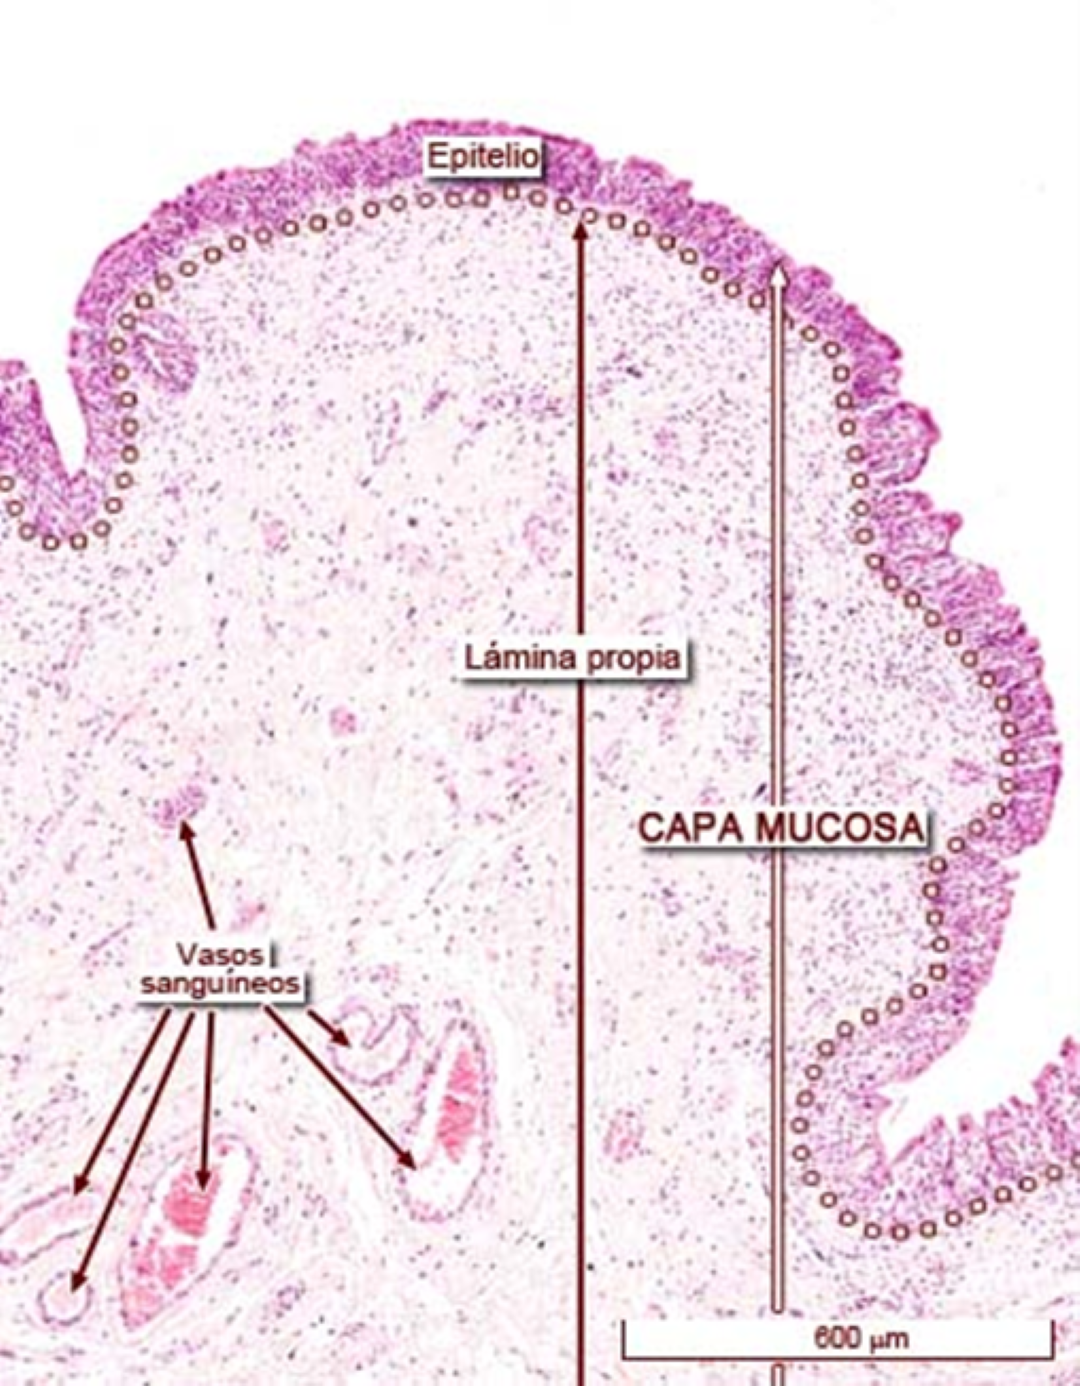 Epitelio
Lámina propia
CAPA MUCOSA
Vasos
sanguíneos
600 µm